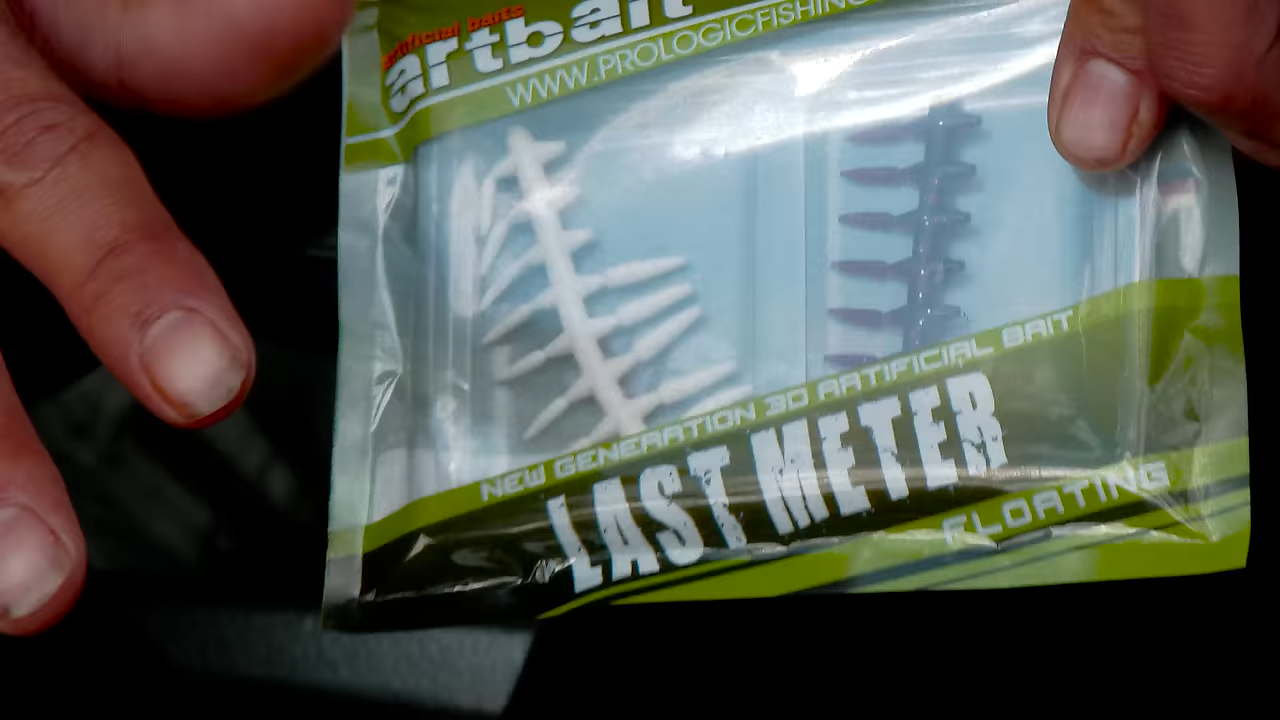 artificial baits
artbait
WWW.PROLOGICFISHING
NEW GENERATION 3D ARTIFICIAL BAIT
LAST METER
FLOATING